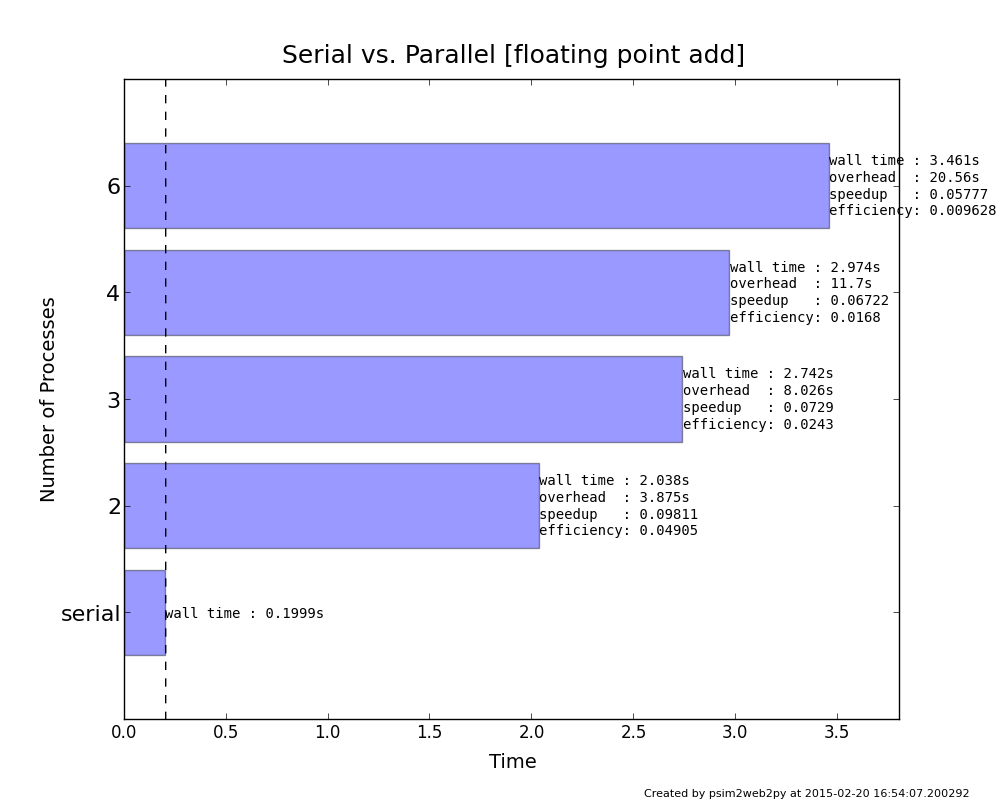 Serial vs. Parallel [floating point add]
6
wall time : 3.461s
overhead  : 20.56s
speedup   : 0.05777
efficiency: 0.009628
4
wall time : 2.974s
overhead  : 11.7s
speedup   : 0.06722
efficiency: 0.0168
3
wall time : 2.742s
overhead  : 8.026s
speedup   : 0.0729
efficiency: 0.0243
2
wall time : 2.038s
overhead  : 3.875s
speedup   : 0.09811
efficiency: 0.04905
serial
wall time : 0.1999s
Number of Processes
0.0 0.5 1.0 1.5 2.0 2.5 3.0 3.5
Time
Created by psim2web2py at 2015-02-20 16:54:07.200292